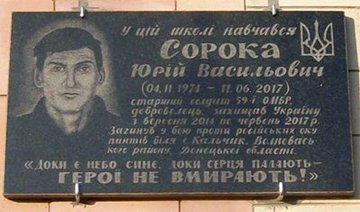 У ЦІЙ ШКОЛІ НАВЧАВСЯ
СОРОКА
ЮРІЙ ВАСИЛЬОВИЧ
(04.11 1974 – 11.06 2017)
СТАРШИЙ СОЛДАТ 59-Ї ОМПБР,
ДОБРОВОЛЕЦЬ, ЗАХИЩАВ УКРАЇНУ
З БЕРЕЗНЯ 2014 ПО ЧЕРВЕНЬ 2017 Р.
ЗАГИНУВ У БОЮ ПРОТИ РОСІЙСЬКИХ ОКУ-
ПАНТІВ БІЛЯ С. КАЛЬЧИК, ВОЛНОВАСЬ-
КОГО РАЙОНУ, ДОНЕЦЬКОЇ ОБЛАСТІ.
«ДОКИ Є НЕБО СИНЄ, ДОКИ СЕРЦЯ ПАЛАЮТЬ–
ГЕРОЇ НЕ ВМИРАЮТЬ!»